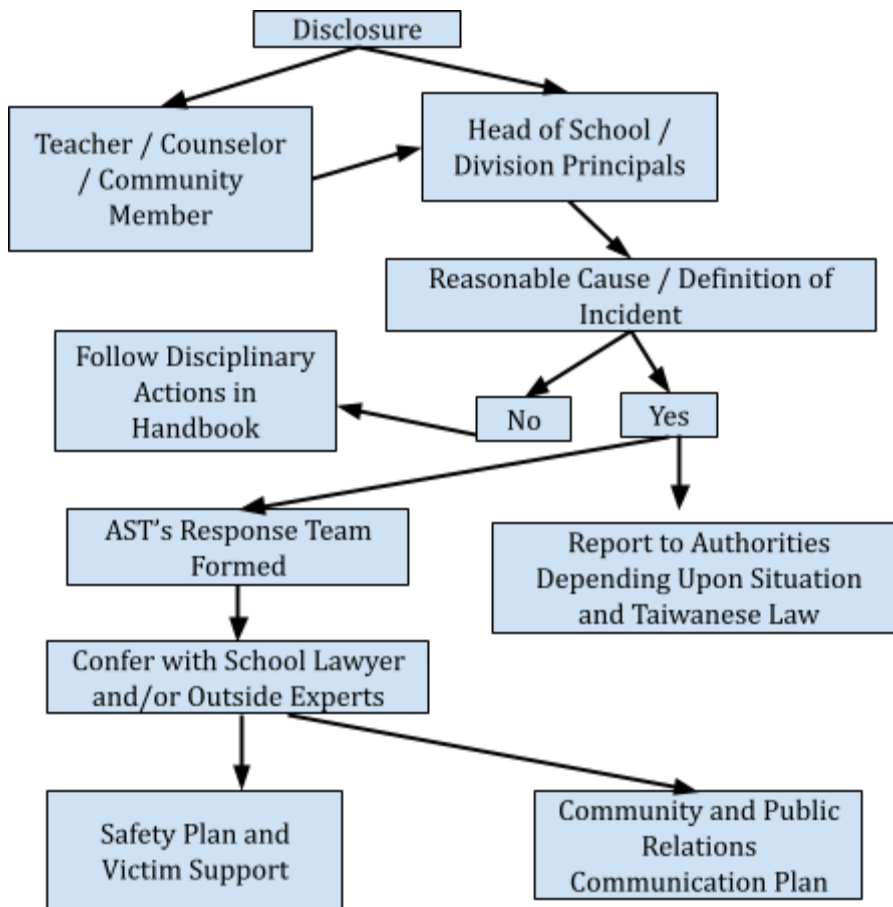 Disclosure
Teacher / Counselor
/ Community
Member
Head of School /
Division Principals
Reasonable Cause / Definition of
Incident
Follow Disciplinary
Actions in
Handbook
No
Yes
AST's Response Team
Formed
Report to Authorities
Depending Upon Situation
and Taiwanese Law
Confer with School Lawyer
and/or Outside Experts
Safety Plan and
Victim Support
Community and Public
Relations
Communication Plan